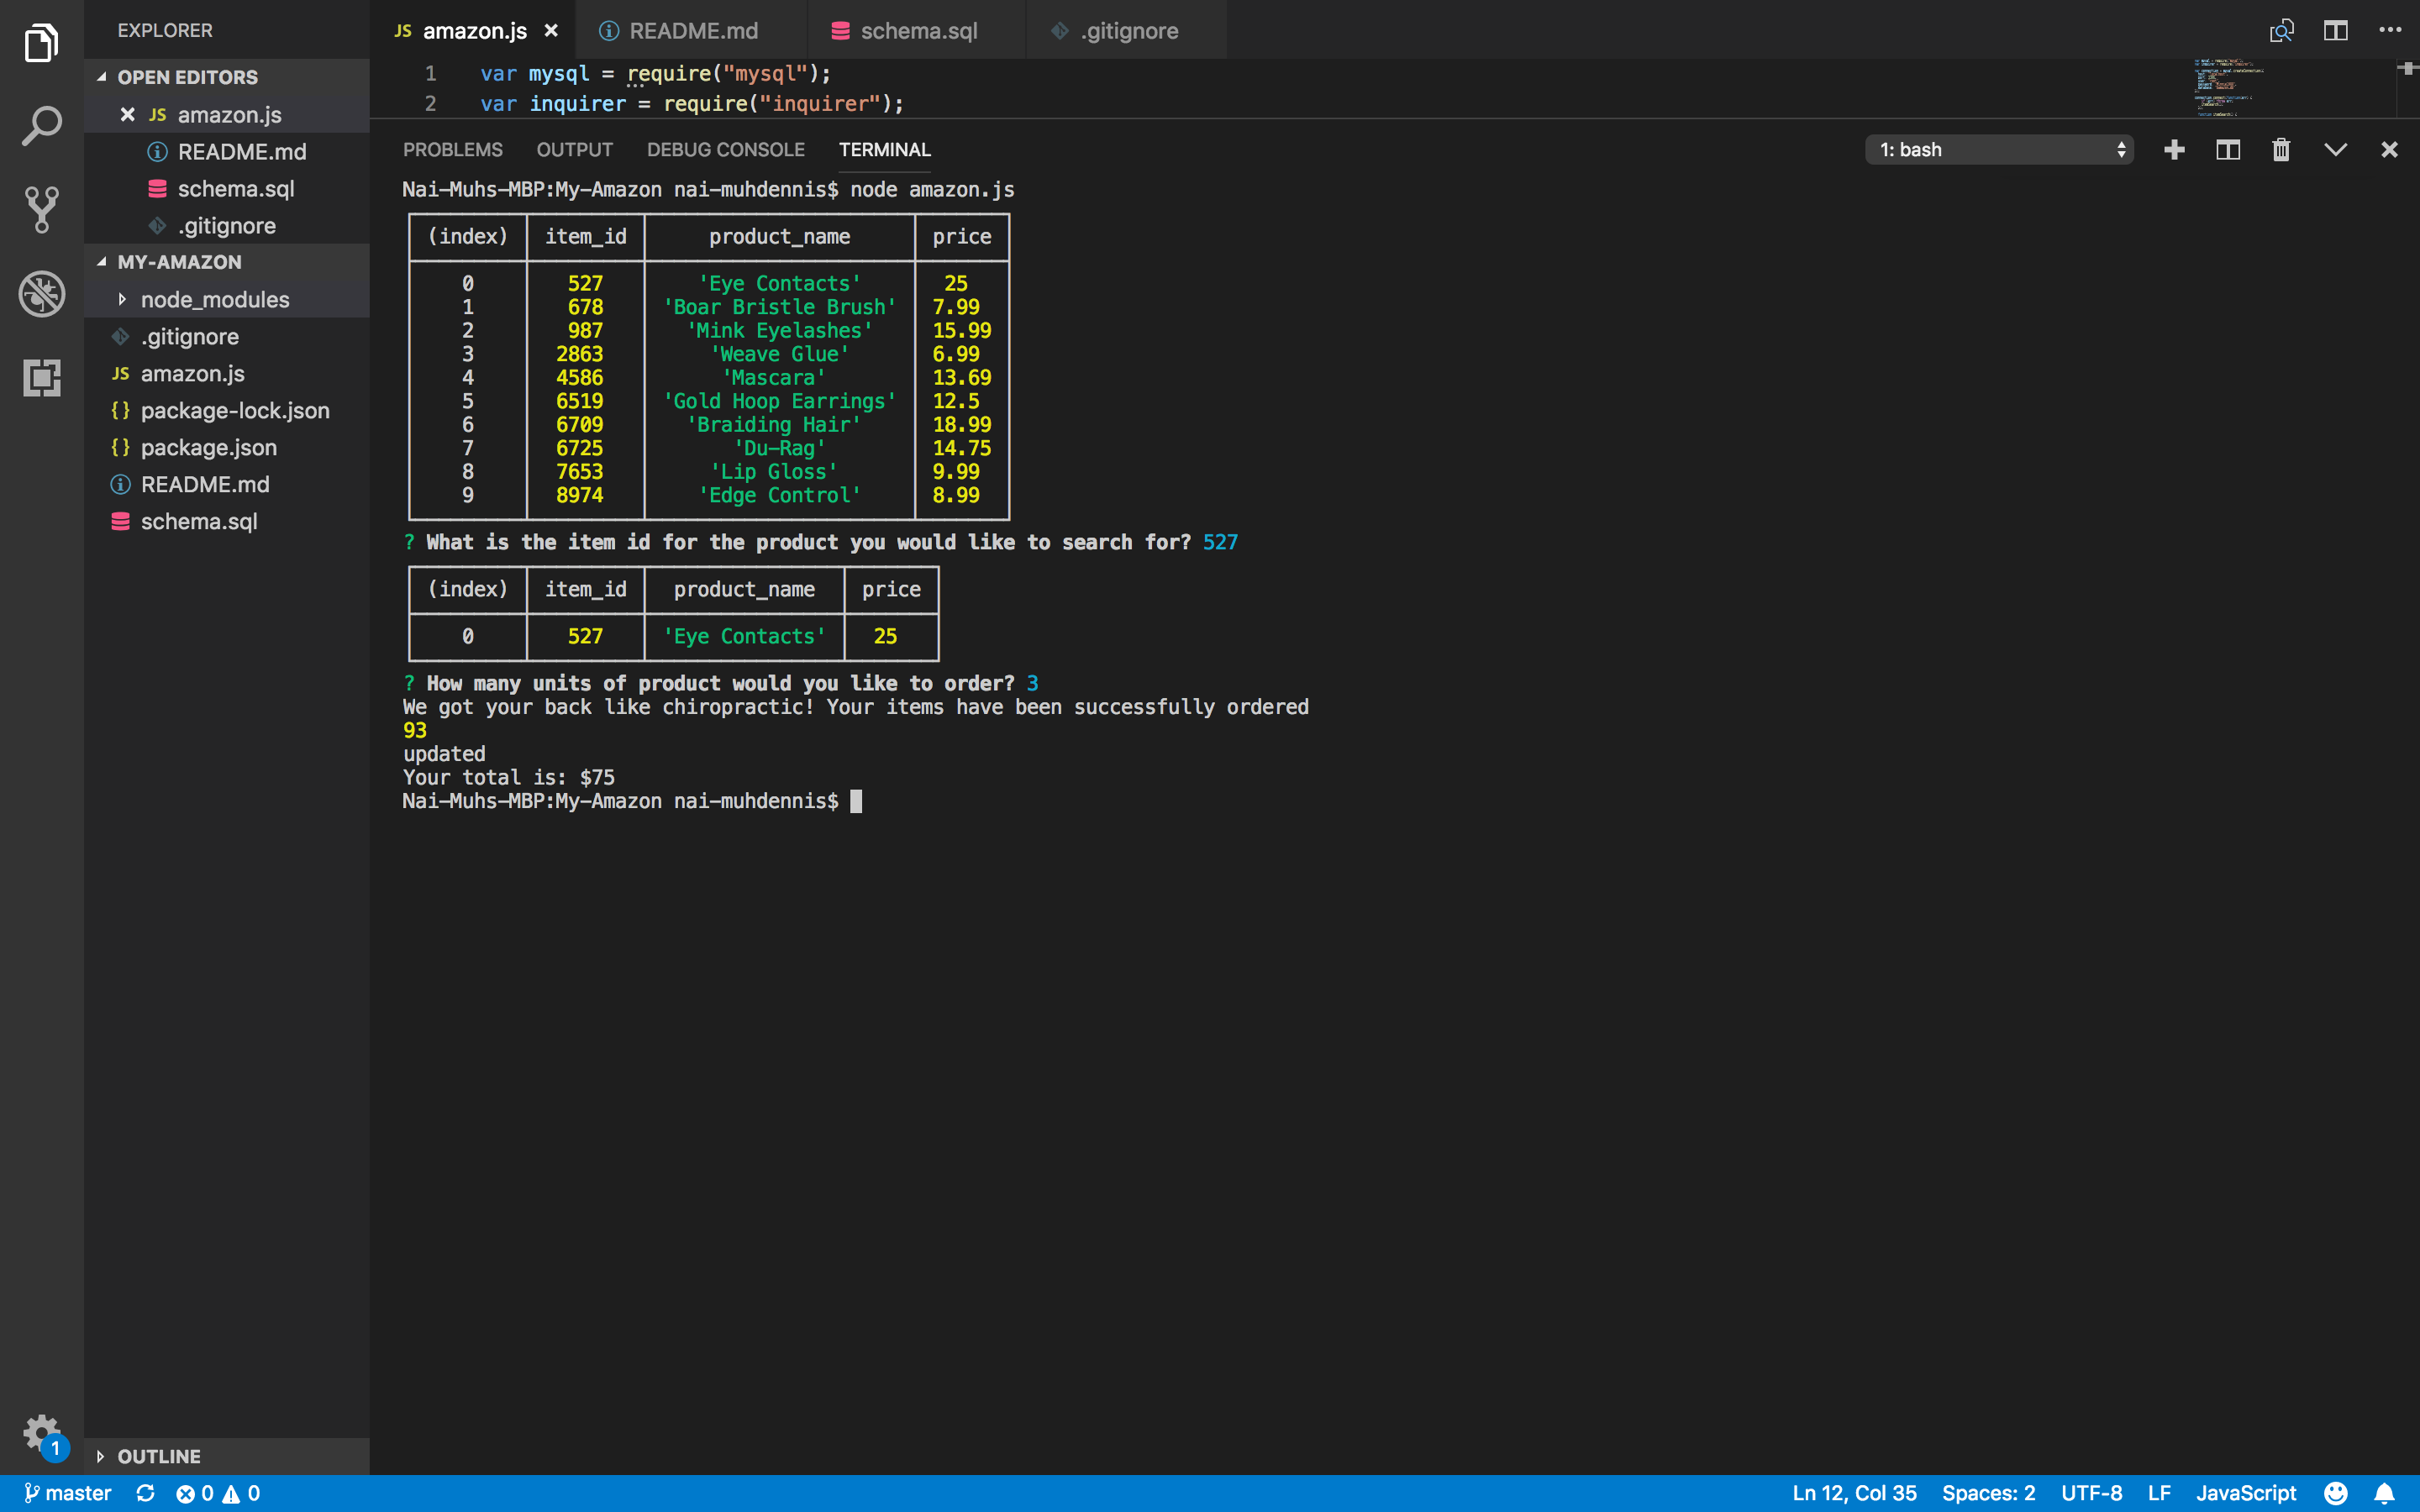 EXPLORER
OPEN EDITORS
JS amazon.js
README.md
schema.sql
.gitignore
MY-AMAZON
node_modules
.gitignore
JS amazon.js
{} package-lock.json
{} package.json
README.md
schema.sql
OUTLINE
1
JS amazon.js README.md schema.sql .gitignore
1 var mysql = require("mysql");
2 var inquirer = require("inquirer");
PROBLEMS OUTPUT DEBUG CONSOLE TERMINAL 1: bash
Nai-Muhs-MBP:My-Amazon nai-muhdennis$ node amazon.js
(index) item_id product_name price
0 527 'Eye Contacts' 25
1 678 'Boar Bristle Brush' 7.99
2 987 'Mink Eyelashes' 15.99
3 2863 'Weave Glue' 6.99
4 4586 'Mascara' 13.69
5 6519 'Gold Hoop Earrings' 12.5
6 6709 'Braiding Hair' 18.99
7 6725 'Du-Rag' 14.75
8 7653 'Lip Gloss' 9.99
9 8974 'Edge Control' 8.99
? What is the item id for the product you would like to search for? 527
(index) item_id product_name price
0 527 'Eye Contacts' 25
? How many units of product would you like to order? 3
We got your back like chiropractic! Your items have been successfully ordered
93
updated
Your total is: $75
Nai-Muhs-MBP:My-Amazon nai-muhdennis$
master 0 0 Ln 12, Col 35 Spaces: 2 UTF-8 LF JavaScript